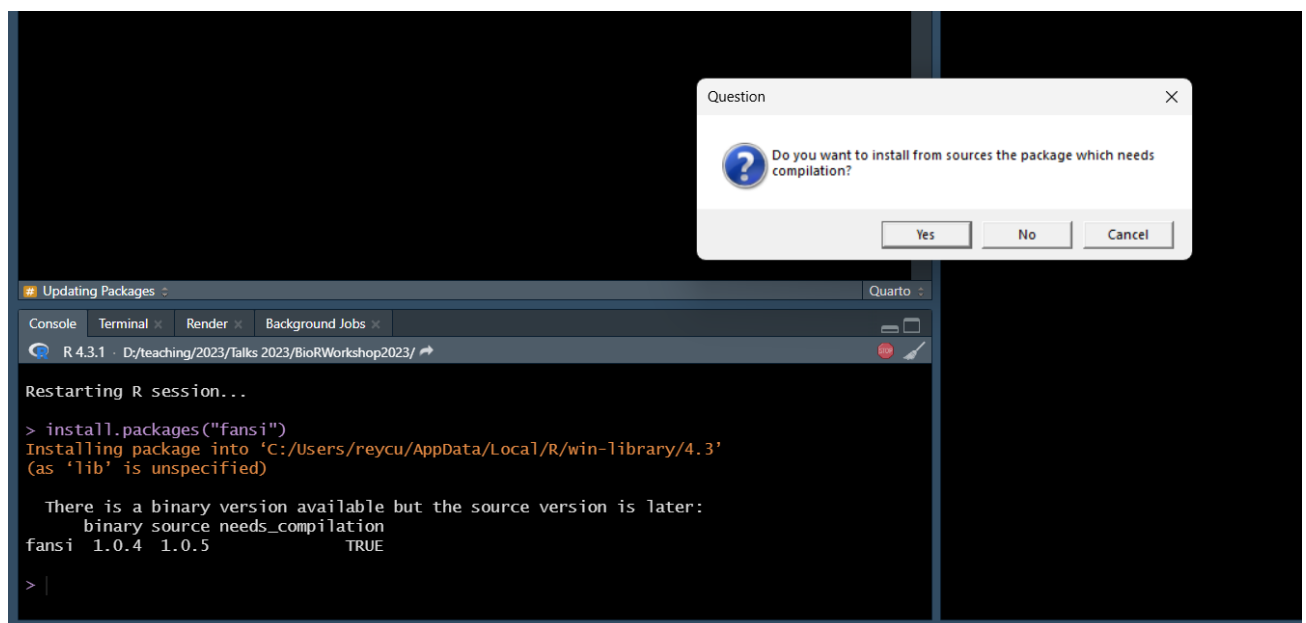 Question
Do you want to install from sources the package which needs
compilation?
Yes No Cancel
# Updating Packages
Quarto
Console Terminal Render Background Jobs
R 4.3.1 · D:/teaching/2023/Talks 2023/BioRWorkshop2023/
STOP
Restarting R session...
> install.packages("fansi")
Installing package into ‘C:/Users/reycu/AppData/Local/R/win-library/4.3’
(as ‘lib’ is unspecified)
There is a binary version available but the source version is later:
binary source needs_compilation
fansi 1.0.4 1.0.5 TRUE
>